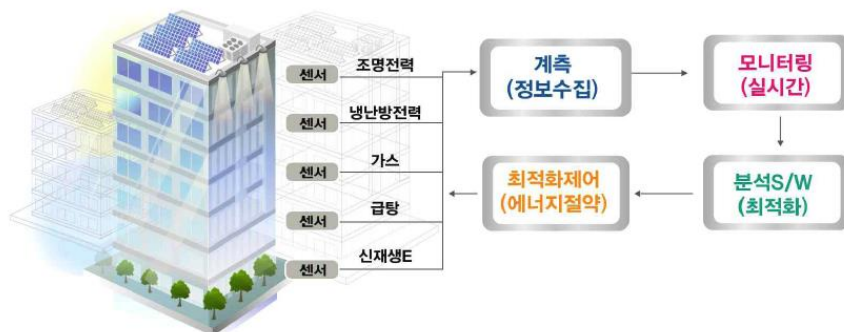 센서 조명전력
센서 냉난방전력
센서 가스
센서 급탕
센서 신재생E
계측
(정보수집)
모니터링
(실시간)
분석S/W
(최적화)
최적화제어
(에너지절약)